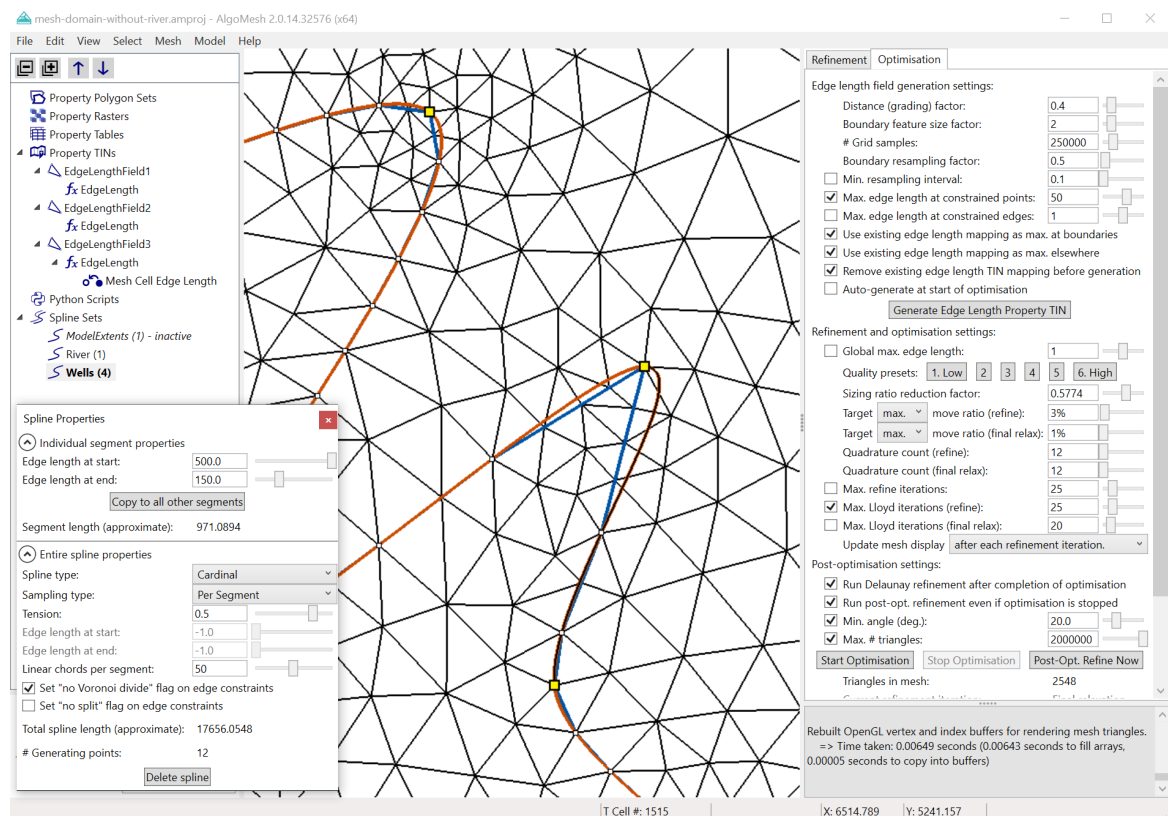 mesh-domain-without-river.amproj - AlgoMesh 2.0.14.32576 (x64)
File Edit View Select Mesh Model Help
Property Polygon Sets
Property Rasters
Property Tables
Property TINs
EdgeLengthField1
fx EdgeLength
EdgeLengthField2
fx EdgeLength
EdgeLengthField3
fx EdgeLength
Mesh Cell Edge Length
Python Scripts
Spline Sets
ModelExtents (1) - inactive
River (1)
Wells (4)
Spline Properties
Individual segment properties
Edge length at start: 500.0
Edge length at end: 150.0
Copy to all other segments
Segment length (approximate): 971.0894
Entire spline properties
Spline type: Cardinal
Sampling type: Per Segment
Tension: 0.5
Edge length at start: -1.0
Edge length at end: -1.0
Linear chords per segment: 50
Set "no Voronoi divide" flag on edge constraints
Set "no split" flag on edge constraints
Total spline length (approximate): 17656.0548
# Generating points: 12
Delete spline
Refinement Optimisation
Edge length field generation settings:
Distance (grading) factor: 0.4
Boundary feature size factor: 2
# Grid samples: 250000
Boundary resampling factor: 0.5
Min. resampling interval: 0.1
Max. edge length at constrained points: 50
Max. edge length at constrained edges: 1
Use existing edge length mapping as max. at boundaries
Use existing edge length mapping as max. elsewhere
Remove existing edge length TIN mapping before generation
Auto-generate at start of optimisation
Generate Edge Length Property TIN
Refinement and optimisation settings:
Global max. edge length: 1
Quality presets: 1. Low 2 3 4 5 6. High
Sizing ratio reduction factor: 0.5774
Target max. move ratio (refine): 3%
Target max. move ratio (final relax): 1%
Quadrature count (refine): 12
Quadrature count (final relax): 12
Max. refine iterations: 25
Max. Lloyd iterations (refine): 25
Max. Lloyd iterations (final relax): 20
Update mesh display after each refinement iteration.
Post-optimisation settings:
Run Delaunay refinement after completion of optimisation
Run post-opt. refinement even if optimisation is stopped
Min. angle (deg.): 20.0
Max. # triangles: 2000000
Start Optimisation Stop Optimisation Post-Opt. Refine Now
Triangles in mesh: 2548
Rebuilt OpenGL vertex and index buffers for rendering mesh triangles.
=> Time taken: 0.00649 seconds (0.00643 seconds to fill arrays,
0.00005 seconds to copy into buffers)
T Cell #: 1515 X: 6514.789 Y: 5241.157